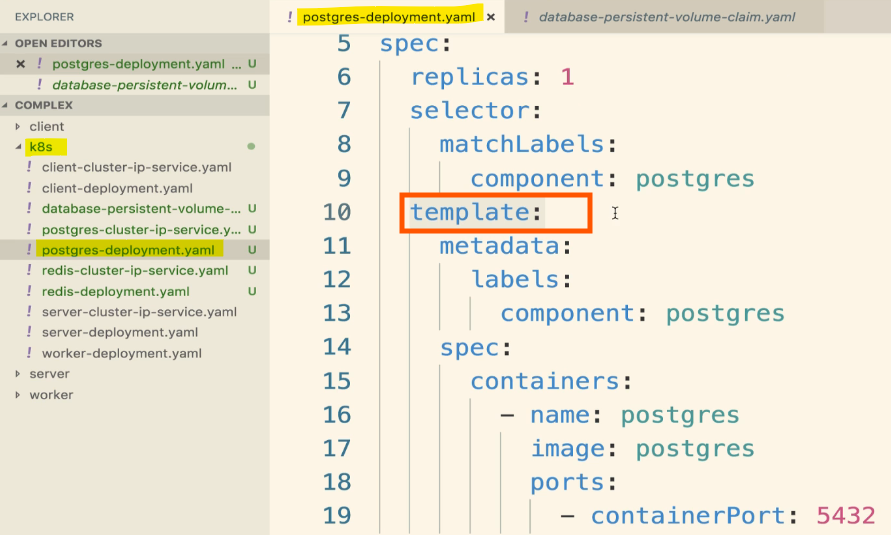 EXPLORER
OPEN EDITORS
postgres-deployment.yaml ... U
database-persistent-volum... U
COMPLEX
client
k8s
client-cluster-ip-service.yaml
client-deployment.yaml
database-persistent-volume-... U
postgres-cluster-ip-service.y... U
postgres-deployment.yaml U
redis-cluster-ip-service.yaml U
redis-deployment.yaml U
server-cluster-ip-service.yaml
server-deployment.yaml
worker-deployment.yaml
server
worker
postgres-deployment.yaml
database-persistent-volume-claim.yaml
5 spec:
6 replicas: 1
7 selector:
8 matchLabels:
9 component: postgres
10 template:
11 metadata:
12 labels:
13 component: postgres
14 spec:
15 containers:
16 - name: postgres
17 image: postgres
18 ports:
19 - containerPort: 5432